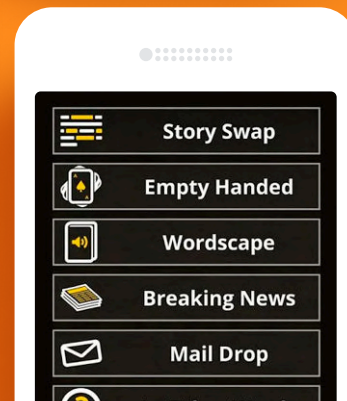 Story Swap
Empty Handed
Wordscape
Breaking News
Mail Drop